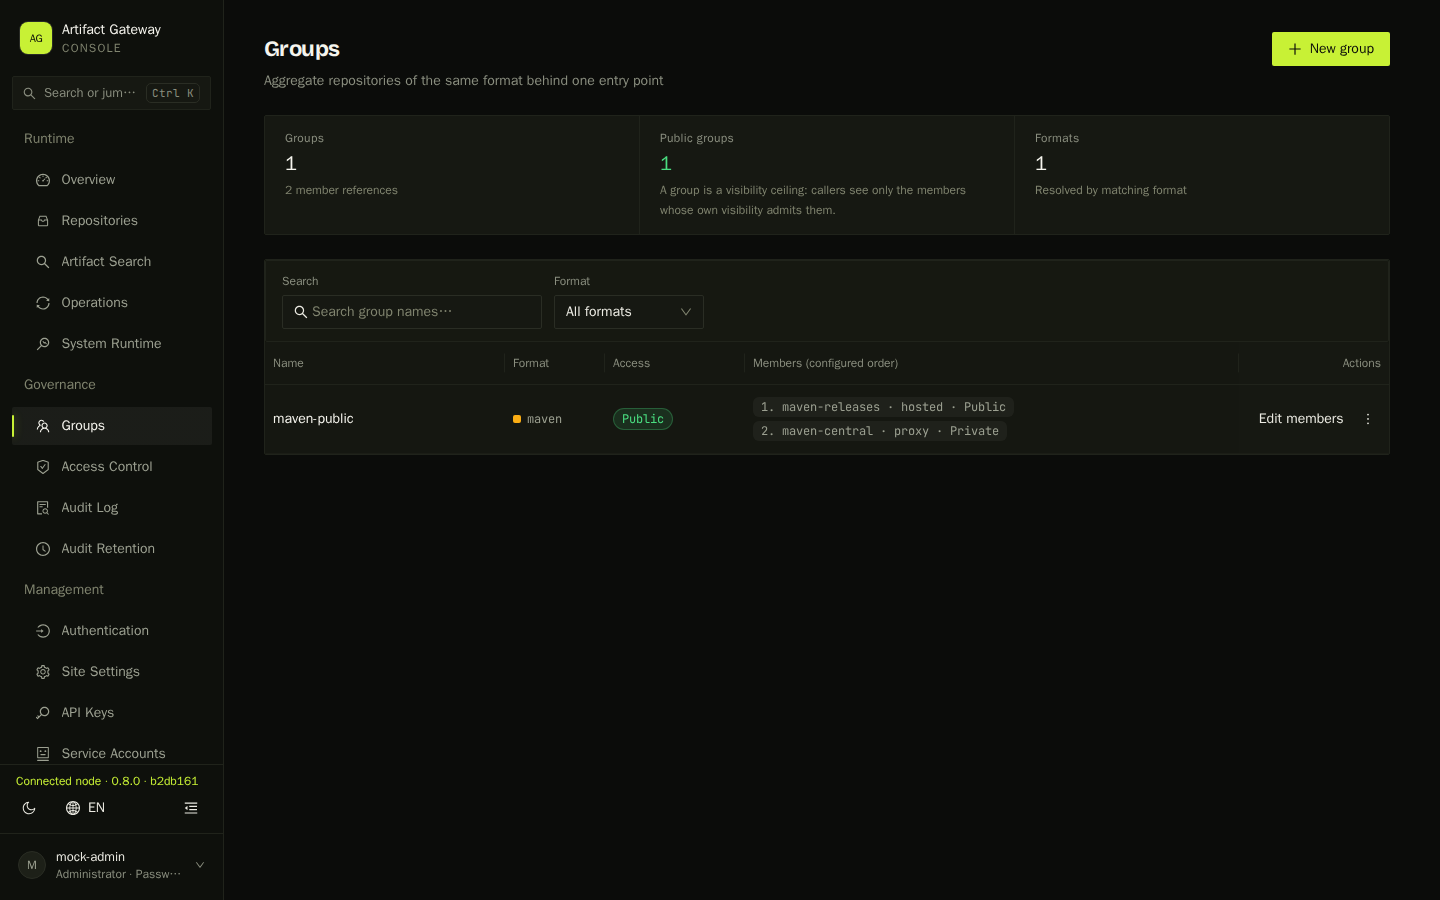 AG
Artifact Gateway
CONSOLE
Search or jum···
Ctrl K
Runtime
Overview
Repositories
Artifact Search
Operations
System Runtime
Governance
Groups
Access Control
Audit Log
Audit Retention
Management
Authentication
Site Settings
API Keys
Service Accounts
Connected node · 0.8.0 · b2db161
EN
M
mock-admin
Administrator · Passw···
Groups
Aggregate repositories of the same format behind one entry point
New group
Groups
1
2 member references
Public groups
1
A group is a visibility ceiling: callers see only the members
whose own visibility admits them.
Formats
1
Resolved by matching format
Search
Search group names···
Format
All formats
Name Format Access Members (configured order) Actions
maven-public maven Public
1. maven-releases · hosted · Public
2. maven-central · proxy · Private
Edit members